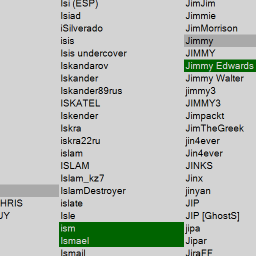 HRIS
JY
Isi (ESP)
Isiad
iSilverado
isis
Isis undercover
Iskandarov
Iskander
Iskander89rus
ISKATEL
Iskender
Iskra
iskra22ru
islam
ISLAM
Islam_kz7
IslamDestroyer
islate
Isle
ism
Ismael
Ismail
JimJim
Jimmie
JimMorrison
Jimmy
JIMMY
Jimmy Edwards
Jimmy Walter
jimmy3
JIMMY3
Jimpackt
JimTheGreek
jin4ever
Jin4ever
JINKS
Jinx
jinyan
JIP
JIP [GhostS]
jipa
Jipar
JiraFF